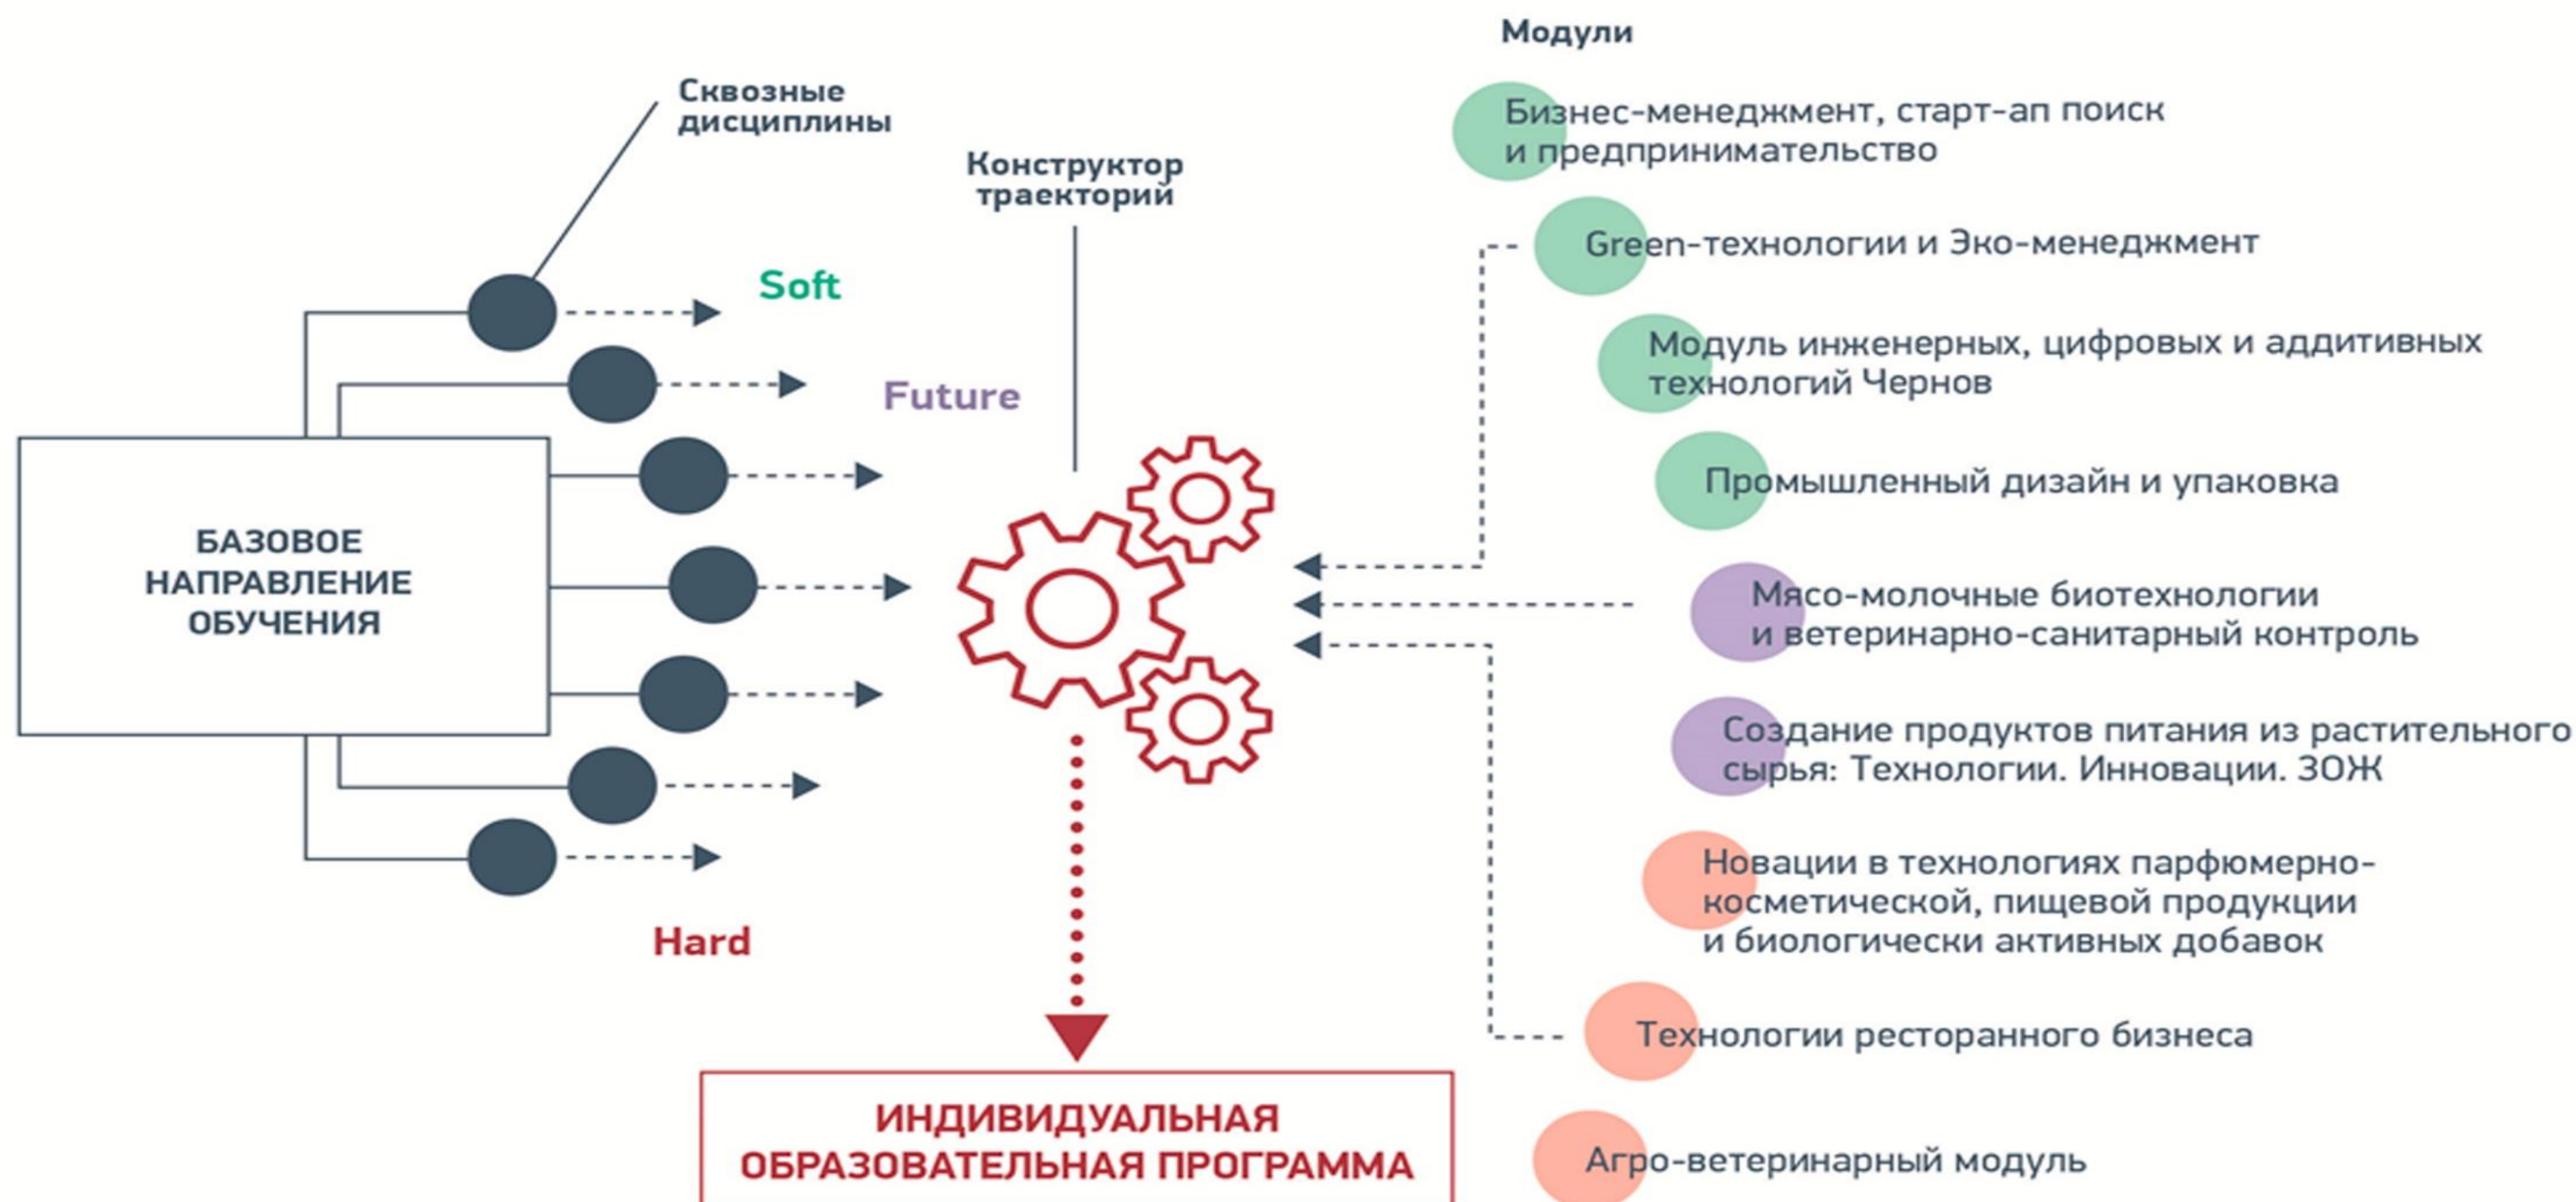 Модули
Сквозные
дисциплины
Конструктор
траекторий
Soft
Future
Hard
БАЗОВОЕ
НАПРАВЛЕНИЕ
ОБУЧЕНИЯ
ИНДИВИДУАЛЬНАЯ
ОБРАЗОВАТЕЛЬНАЯ ПРОГРАММА
Бизнес-менеджмент, старт-ап поиск
и предпринимательство
Green-технологии и Эко-менеджмент
Модуль инженерных, цифровых и аддитивных
технологий Чернов
Промышленный дизайн и упаковка
Мясо-молочные биотехнологии
и ветеринарно-санитарный контроль
Создание продуктов питания из растительного
сырья: Технологии. Инновации. ЗОЖ
Новации в технологиях парфюмерно-
косметической, пищевой продукции
и биологически активных добавок
Технологии ресторанного бизнеса
Агро-ветеринарный модуль